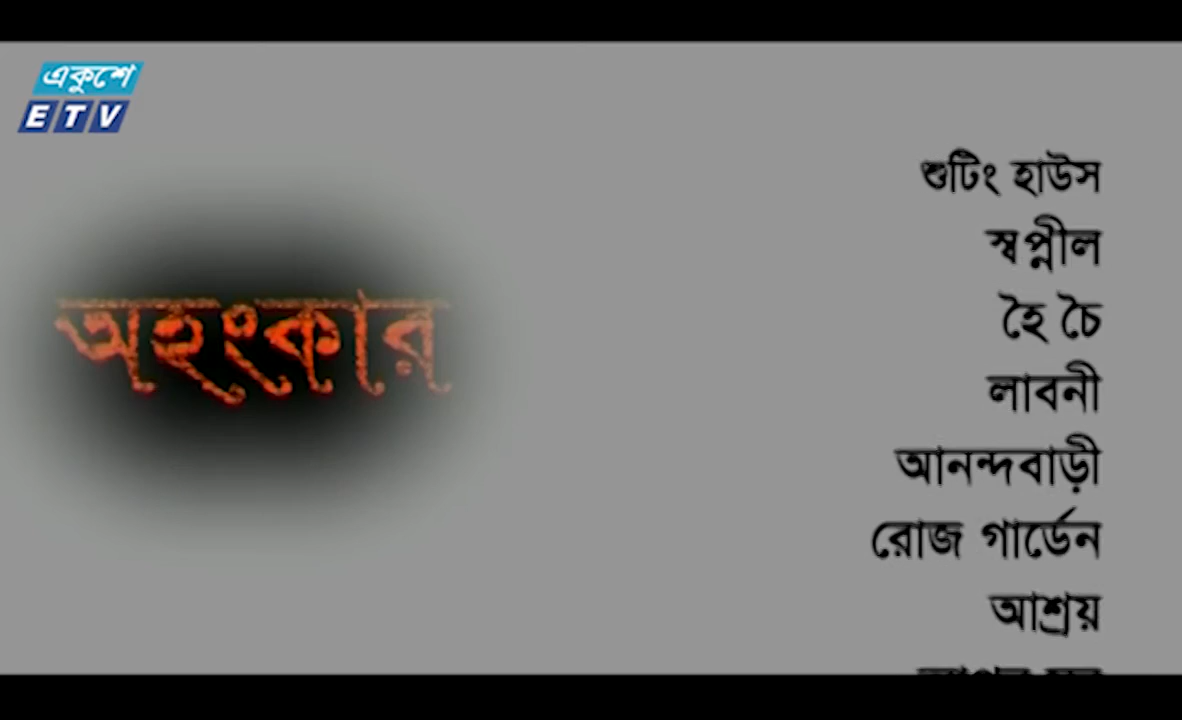 একুশে
ETV
অহংকার
শুটিং হাউস
স্বপ্নীল
হৈ চৈ
লাবনী
আনন্দবাড়ী
রোজ গার্ডেন
আশ্রয়